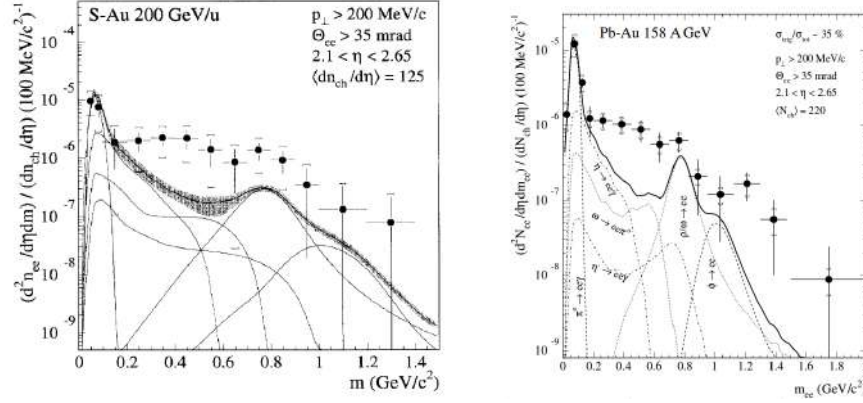 S-Au 200 GeV/u
p⊥ > 200 MeV/c
Θee > 35 mrad
2.1 < η < 2.65
⟨dnch/dη⟩ = 125
(d²nee/dηdm) / (dnch/dη) (100 MeV/c²)⁻¹
10⁻⁴
10⁻⁵
10⁻⁶
10⁻⁷
10⁻⁸
10⁻⁹
0 0.2 0.4 0.6 0.8 1 1.2 1.4
m (GeV/c²)
Pb-Au 158 A GeV
σtrig/σtot ~ 35 %
p⊥ > 200 MeV/c
Θee > 35 mrad
2.1 < η < 2.65
⟨Nch⟩ = 220
(d²Nee/dηdmee) / (dNch/dη) (100 MeV/c²)⁻¹
10⁻⁵
10⁻⁶
10⁻⁷
10⁻⁸
10⁻⁹
η → eeγ
ω → eeπ⁰
η' → eeγ
π⁰ → eeγ
ρ/ω → ee
φ → ee
0 0.2 0.4 0.6 0.8 1 1.2 1.4 1.6 1.8
mee (GeV/c²)